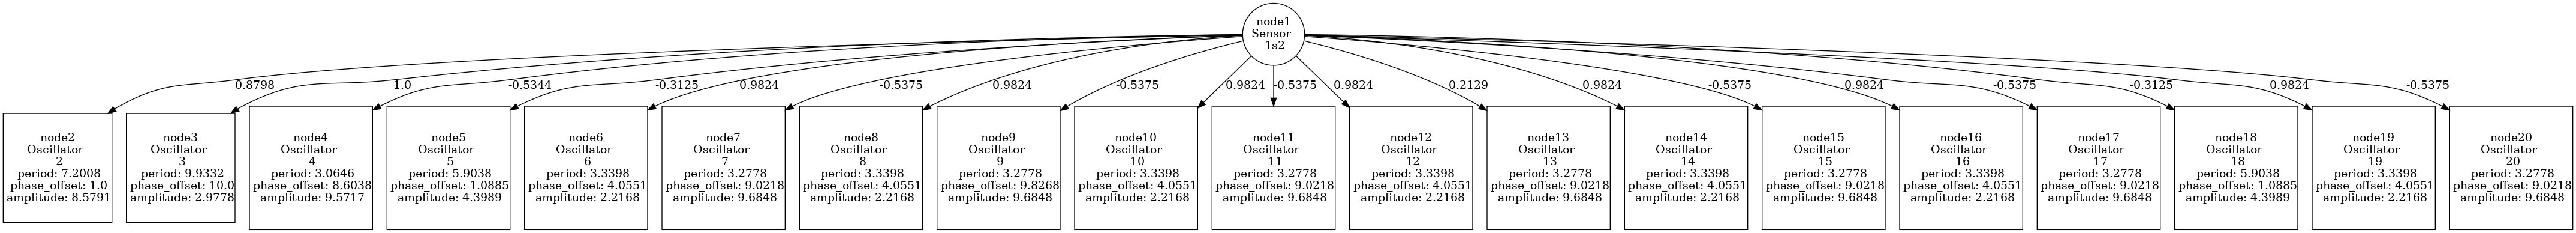 node1
Sensor
1s2
0.8798
1.0
-0.5344
-0.3125
0.9824
-0.5375
0.9824
-0.5375
0.9824
-0.5375
0.9824
0.2129
0.9824
-0.5375
0.9824
-0.5375
-0.3125
0.9824
-0.5375
node2
Oscillator
2
period: 7.2008
phase_offset: 1.0
amplitude: 8.5791
node3
Oscillator
3
period: 9.9332
phase_offset: 10.0
amplitude: 2.9778
node4
Oscillator
4
period: 3.0646
phase_offset: 8.6038
amplitude: 9.5717
node5
Oscillator
5
period: 5.9038
phase_offset: 1.0885
amplitude: 4.3989
node6
Oscillator
6
period: 3.3398
phase_offset: 4.0551
amplitude: 2.2168
node7
Oscillator
7
period: 3.2778
phase_offset: 9.0218
amplitude: 9.6848
node8
Oscillator
8
period: 3.3398
phase_offset: 4.0551
amplitude: 2.2168
node9
Oscillator
9
period: 3.2778
phase_offset: 9.8268
amplitude: 9.6848
node10
Oscillator
10
period: 3.3398
phase_offset: 4.0551
amplitude: 2.2168
node11
Oscillator
11
period: 3.2778
phase_offset: 9.0218
amplitude: 9.6848
node12
Oscillator
12
period: 3.3398
phase_offset: 4.0551
amplitude: 2.2168
node13
Oscillator
13
period: 3.2778
phase_offset: 9.0218
amplitude: 9.6848
node14
Oscillator
14
period: 3.3398
phase_offset: 4.0551
amplitude: 2.2168
node15
Oscillator
15
period: 3.2778
phase_offset: 9.0218
amplitude: 9.6848
node16
Oscillator
16
period: 3.3398
phase_offset: 4.0551
amplitude: 2.2168
node17
Oscillator
17
period: 3.2778
phase_offset: 9.0218
amplitude: 9.6848
node18
Oscillator
18
period: 5.9038
phase_offset: 1.0885
amplitude: 4.3989
node19
Oscillator
19
period: 3.3398
phase_offset: 4.0551
amplitude: 2.2168
node20
Oscillator
20
period: 3.2778
phase_offset: 9.0218
amplitude: 9.6848